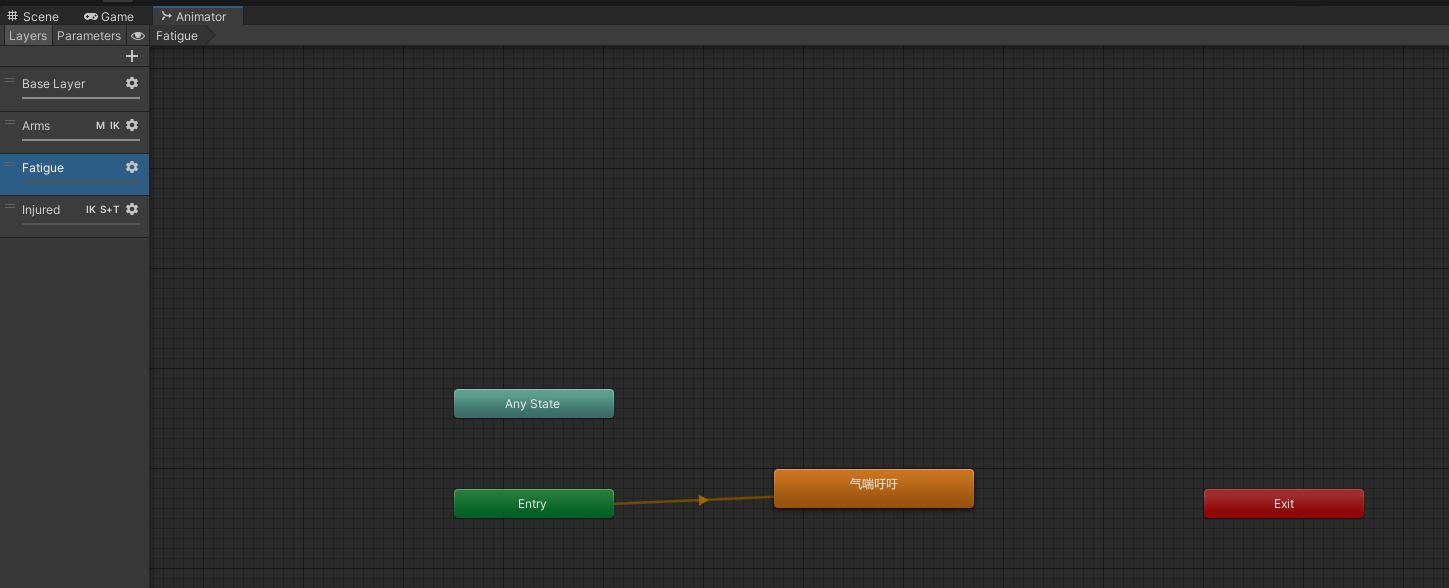 Scene Game Animator
Layers Parameters Fatigue
Base Layer
Arms M IK
Fatigue
Injured IK S+T
Any State
气喘吁吁
Entry
Exit